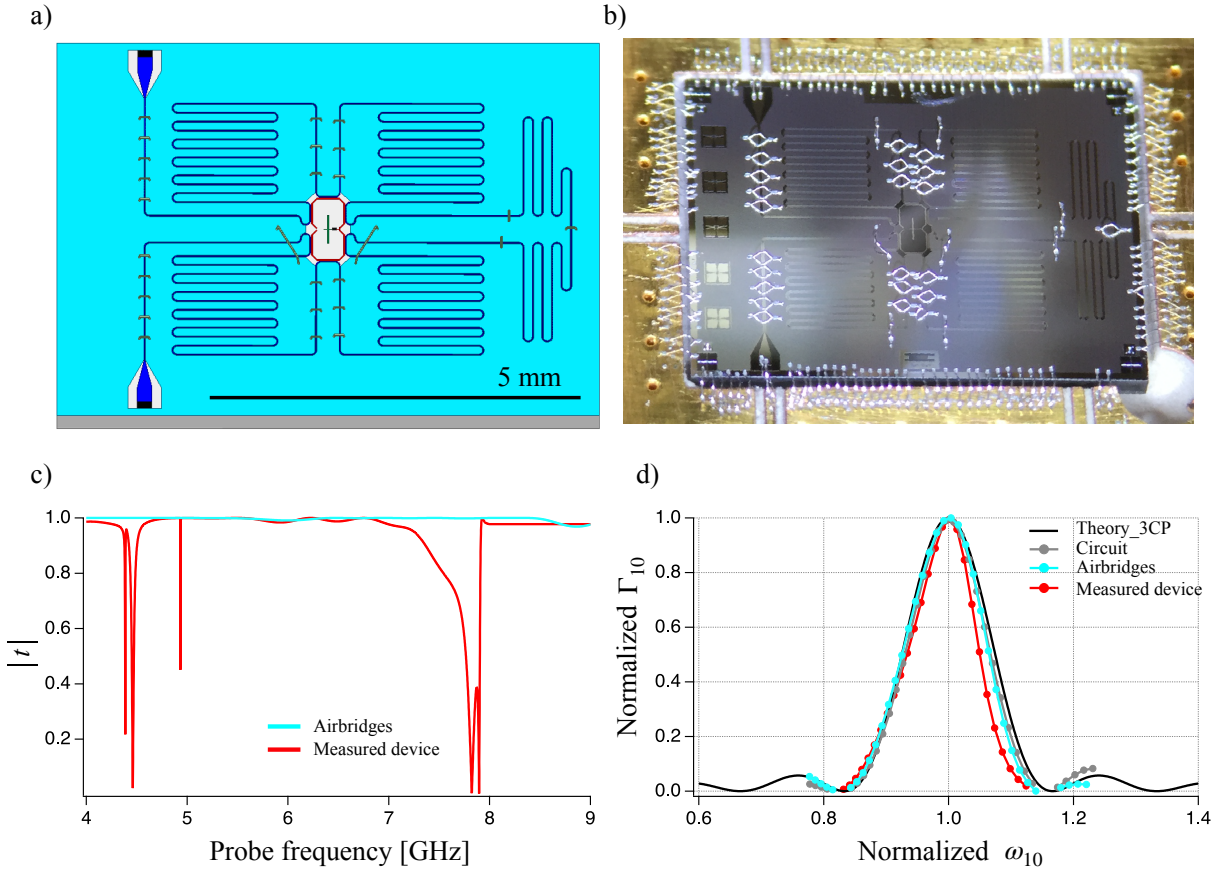 a)
b)
5 mm
c)
d)
1.0
0.8
0.6
0.4
0.2
|t|
Airbridges
Measured device
4
5
6
7
8
9
Probe frequency [GHz]
1.0
0.8
0.6
0.4
0.2
0.0
Normalized Γ10
Theory_3CP
Circuit
Airbridges
Measured device
0.6
0.8
1.0
1.2
1.4
Normalized ω10